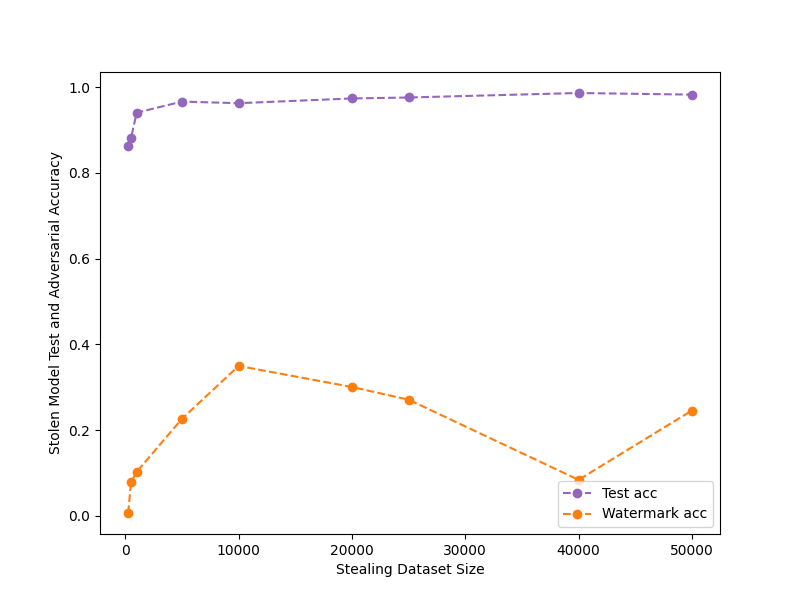 1.0
0.8
0.6
0.4
0.2
0.0
Stolen Model Test and Adversarial Accuracy
Test acc
Watermark acc
0 10000 20000 30000 40000 50000
Stealing Dataset Size